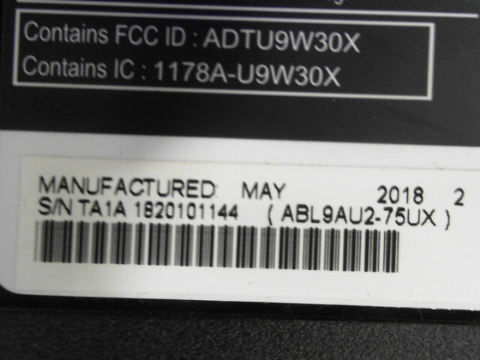 Contains FCC ID : ADTU9W30X
Contains IC : 1178A-U9W30X
MANUFACTURED: MAY 2018 2
S/N TA1A 1820101144 ( ABL9AU2-75UX )